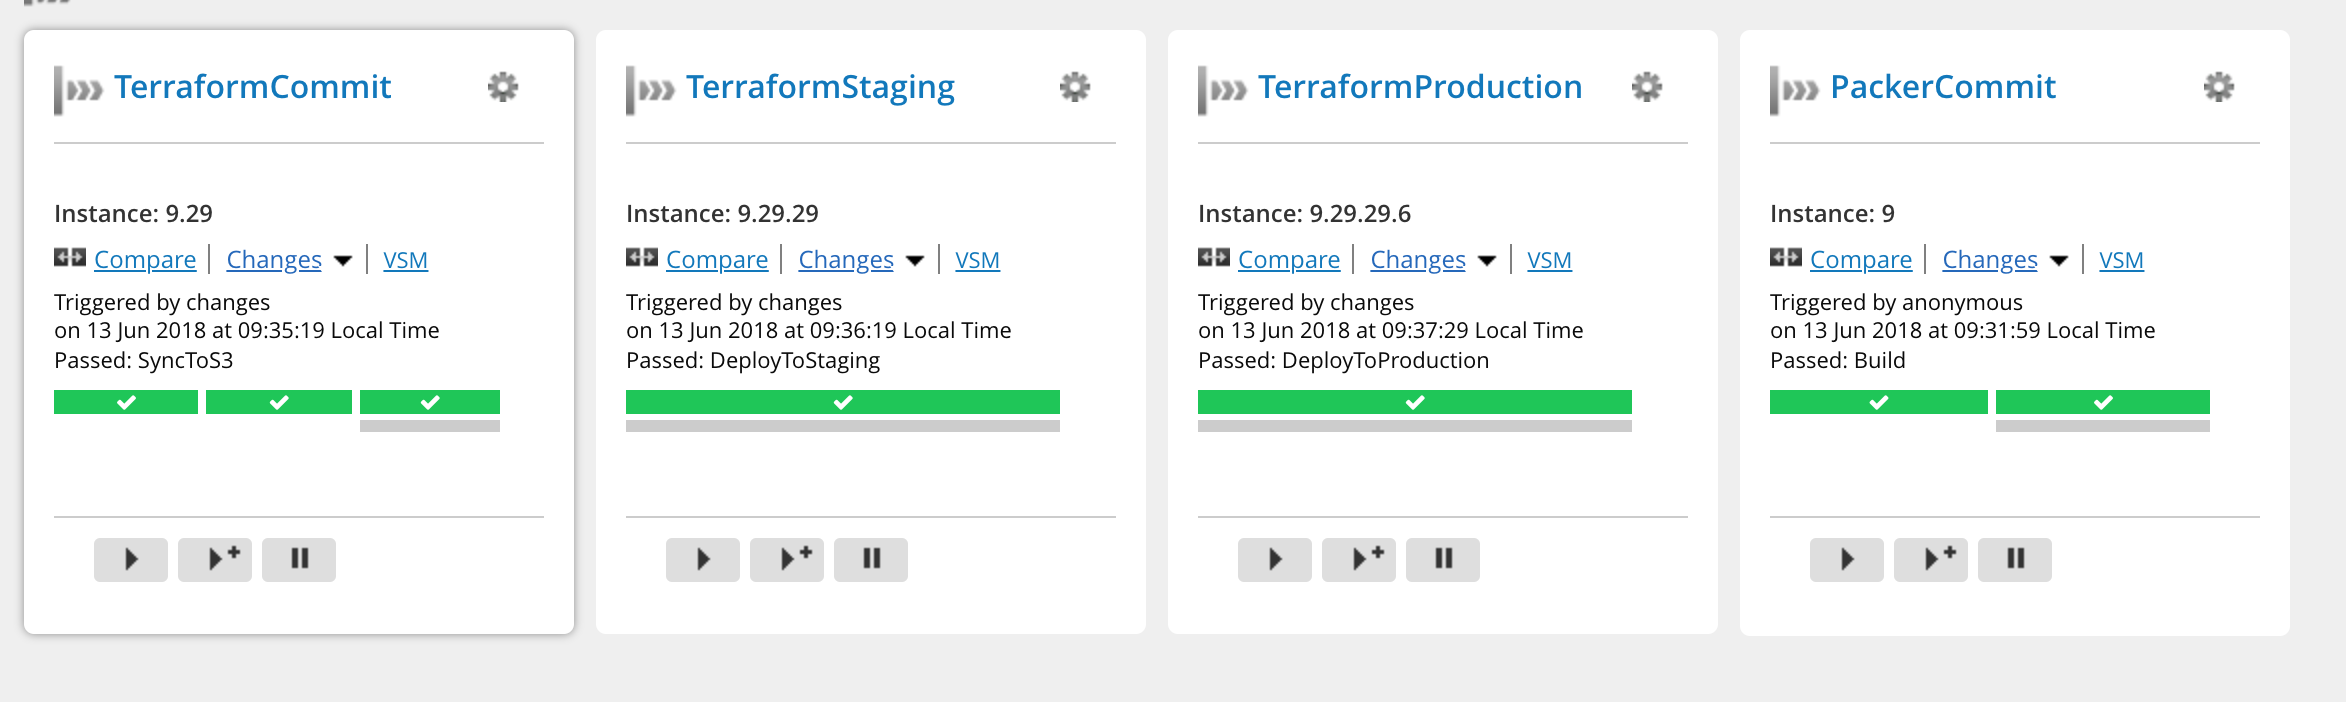 TerraformCommit
Instance: 9.29
Compare Changes VSM
Triggered by changes
on 13 Jun 2018 at 09:35:19 Local Time
Passed: SyncToS3
TerraformStaging
Instance: 9.29.29
Compare Changes VSM
Triggered by changes
on 13 Jun 2018 at 09:36:19 Local Time
Passed: DeployToStaging
TerraformProduction
Instance: 9.29.29.6
Compare Changes VSM
Triggered by changes
on 13 Jun 2018 at 09:37:29 Local Time
Passed: DeployToProduction
PackerCommit
Instance: 9
Compare Changes VSM
Triggered by anonymous
on 13 Jun 2018 at 09:31:59 Local Time
Passed: Build